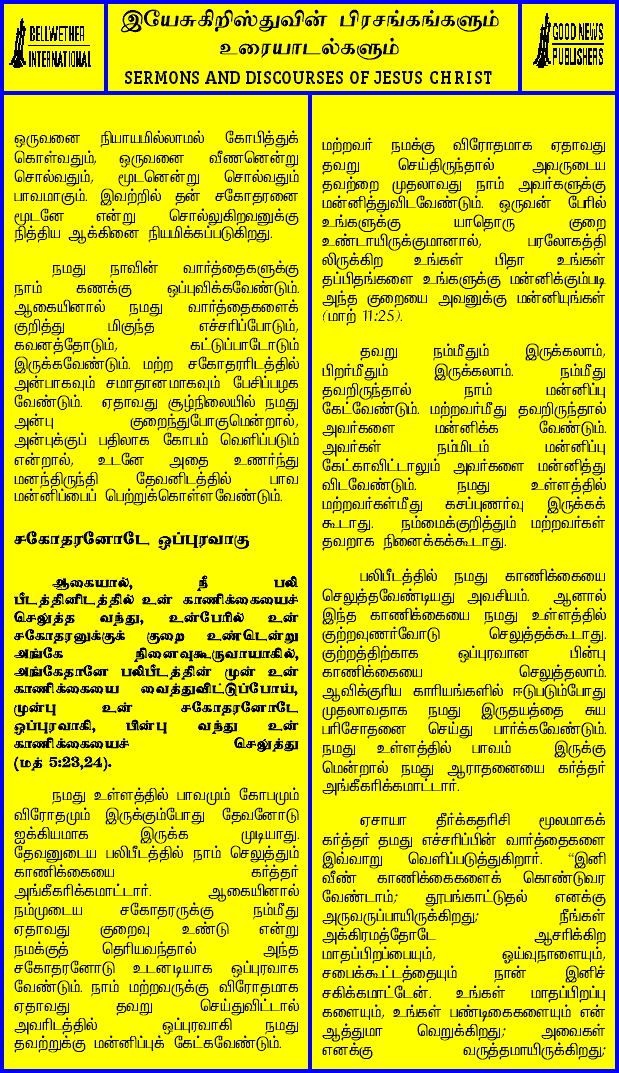 BELLWETHER
INTERNATIONAL
இயேசுகிறிஸ்துவின் பிரசங்கங்களும்
உரையாடல்களும்
SERMONS AND DISCOURSES OF JESUS CHRIST
GOOD NEWS
PUBLISHERS
ஒருவனை நியாயமில்லாமல் கோபித்துக்
கொள்வதும், ஒருவனை வீணனென்று
சொல்வதும், மூடனென்று சொல்வதும்
பாவமாகும். இவற்றில் தன் சகோதரனை
மூடனே என்று சொல்லுகிறவனுக்கு
நித்திய ஆக்கினை நியமிக்கப்படுகிறது.
நமது நாவின் வார்த்தைகளுக்கு
நாம் கணக்கு ஒப்புவிக்கவேண்டும்.
ஆகையினால் நமது வார்த்தைகளைக்
குறித்து மிகுந்த எச்சரிப்போடும்,
கவனத்தோடும், கட்டுப்பாடோடும்
இருக்கவேண்டும். மற்ற சகோதரரிடத்தில்
அன்பாகவும் சமாதானமாகவும் பேசிப்பழக
வேண்டும். ஏதாவது சூழ்நிலையில் நமது
அன்பு குறைந்துபோகுமென்றால்,
அன்புக்குப் பதிலாக கோபம் வெளிப்படும்
என்றால், உடனே அதை உணர்ந்து
மனந்திருந்தி தேவனிடத்தில் பாவ
மன்னிப்பைப் பெற்றுக்கொள்ளவேண்டும்.
சகோதரனோடே ஒப்புரவாகு
ஆகையால், நீ பலி
பீடத்தினிடத்தில் உன் காணிக்கையைச்
செலுத்த வந்து, உன்பேரில் உன்
சகோதரனுக்குக் குறை உண்டென்று
அங்கே நினைவுகூருவாயாகில்,
அங்கேதானே பலிபீடத்தின் முன் உன்
காணிக்கையை வைத்துவிட்டுப்போய்,
முன்பு உன் சகோதரனோடே
ஒப்புரவாகி, பின்பு வந்து உன்
காணிக்கையைச் செலுத்து
(மத் 5:23,24).
நமது உள்ளத்தில் பாவமும் கோபமும்
விரோதமும் இருக்கும்போது தேவனோடு
ஐக்கியமாக இருக்க முடியாது.
தேவனுடைய பலிபீடத்தில் நாம் செலுத்தும்
காணிக்கையை கர்த்தர்
அங்கீகரிக்கமாட்டார். ஆகையினால்
நம்முடைய சகோதரருக்கு நம்மீது
ஏதாவது குறைவு உண்டு என்று
நமக்குத் தெரியவந்தால் அந்த
சகோதரனோடு உடனடியாக ஒப்புரவாக
வேண்டும். நாம் மற்றவருக்கு விரோதமாக
ஏதாவது தவறு செய்துவிட்டால்
அவரிடத்தில் ஒப்புரவாகி நமது
தவற்றுக்கு மன்னிப்புக் கேட்கவேண்டும்.
மற்றவர் நமக்கு விரோதமாக ஏதாவது
தவறு செய்திருந்தால் அவருடைய
தவற்றை முதலாவது நாம் அவர்களுக்கு
மன்னித்துவிடவேண்டும். ஒருவன் பேரில்
உங்களுக்கு யாதொரு குறை
உண்டாயிருக்குமானால், பரலோகத்தி
லிருக்கிற உங்கள் பிதா உங்கள்
தப்பிதங்களை உங்களுக்கு மன்னிக்கும்படி
அந்த குறையை அவனுக்கு மன்னியுங்கள்
(மாற் 11:25).
தவறு நம்மீதும் இருக்கலாம்,
பிறர்மீதும் இருக்கலாம். நம்மீது
தவறிருந்தால் நாம் மன்னிப்பு
கேட்வேண்டும். மற்றவர்மீது தவறிருந்தால்
அவர்களை மன்னிக்க வேண்டும்.
அவர்கள் நம்மிடம் மன்னிப்பு
கேட்காவிட்டாலும் அவர்களை மன்னித்து
விடவேண்டும். நமது உள்ளத்தில்
மற்றவர்கள்மீது கசப்புணர்வு இருக்கக்
கூடாது. நம்மைக்குறித்தும் மற்றவர்கள்
தவறாக நினைக்கக்கூடாது.
பலிபீடத்தில் நமது காணிக்கையை
செலுத்தவேண்டியது அவசியம். ஆனால்
இந்த காணிக்கையை நமது உள்ளத்தில்
குற்றவுணர்வோடு செலுத்தக்கூடாது.
குற்றத்திற்காக ஒப்புரவான பின்பு
காணிக்கையை செலுத்தலாம்.
ஆவிக்குரிய காரியங்களில் ஈடுபடும்போது
முதலாவதாக நமது இருதயத்தை சுய
பரிசோதனை செய்து பார்க்கவேண்டும்.
நமது உள்ளத்தில் பாவம் இருக்கு
மென்றால் நமது ஆராதனையை கர்த்தர்
அங்கீகரிக்கமாட்டார்.
ஏசாயா தீர்க்கதரிசி மூலமாகக்
கர்த்தர் தமது எச்சரிப்பின் வார்த்தைகளை
இவ்வாறு வெளிப்படுத்துகிறார். “இனி
வீண் காணிக்கைகளைக் கொண்டுவர
வேண்டாம்; தூபங்காட்டுதல் எனக்கு
அருவருப்பாயிருக்கிறது; நீங்கள்
அக்கிரமத்தோடே ஆசரிக்கிற
மாதப்பிறப்பையும், ஓய்வுநாளையும்,
சபைக்கூட்டத்தையும் நான் இனிச்
சகிக்கமாட்டேன். உங்கள் மாதப்பிறப்பு
களையும், உங்கள் பண்டிகைகளையும் என்
ஆத்துமா வெறுக்கிறது; அவைகள்
எனக்கு வருத்தமாயிருக்கிறது;